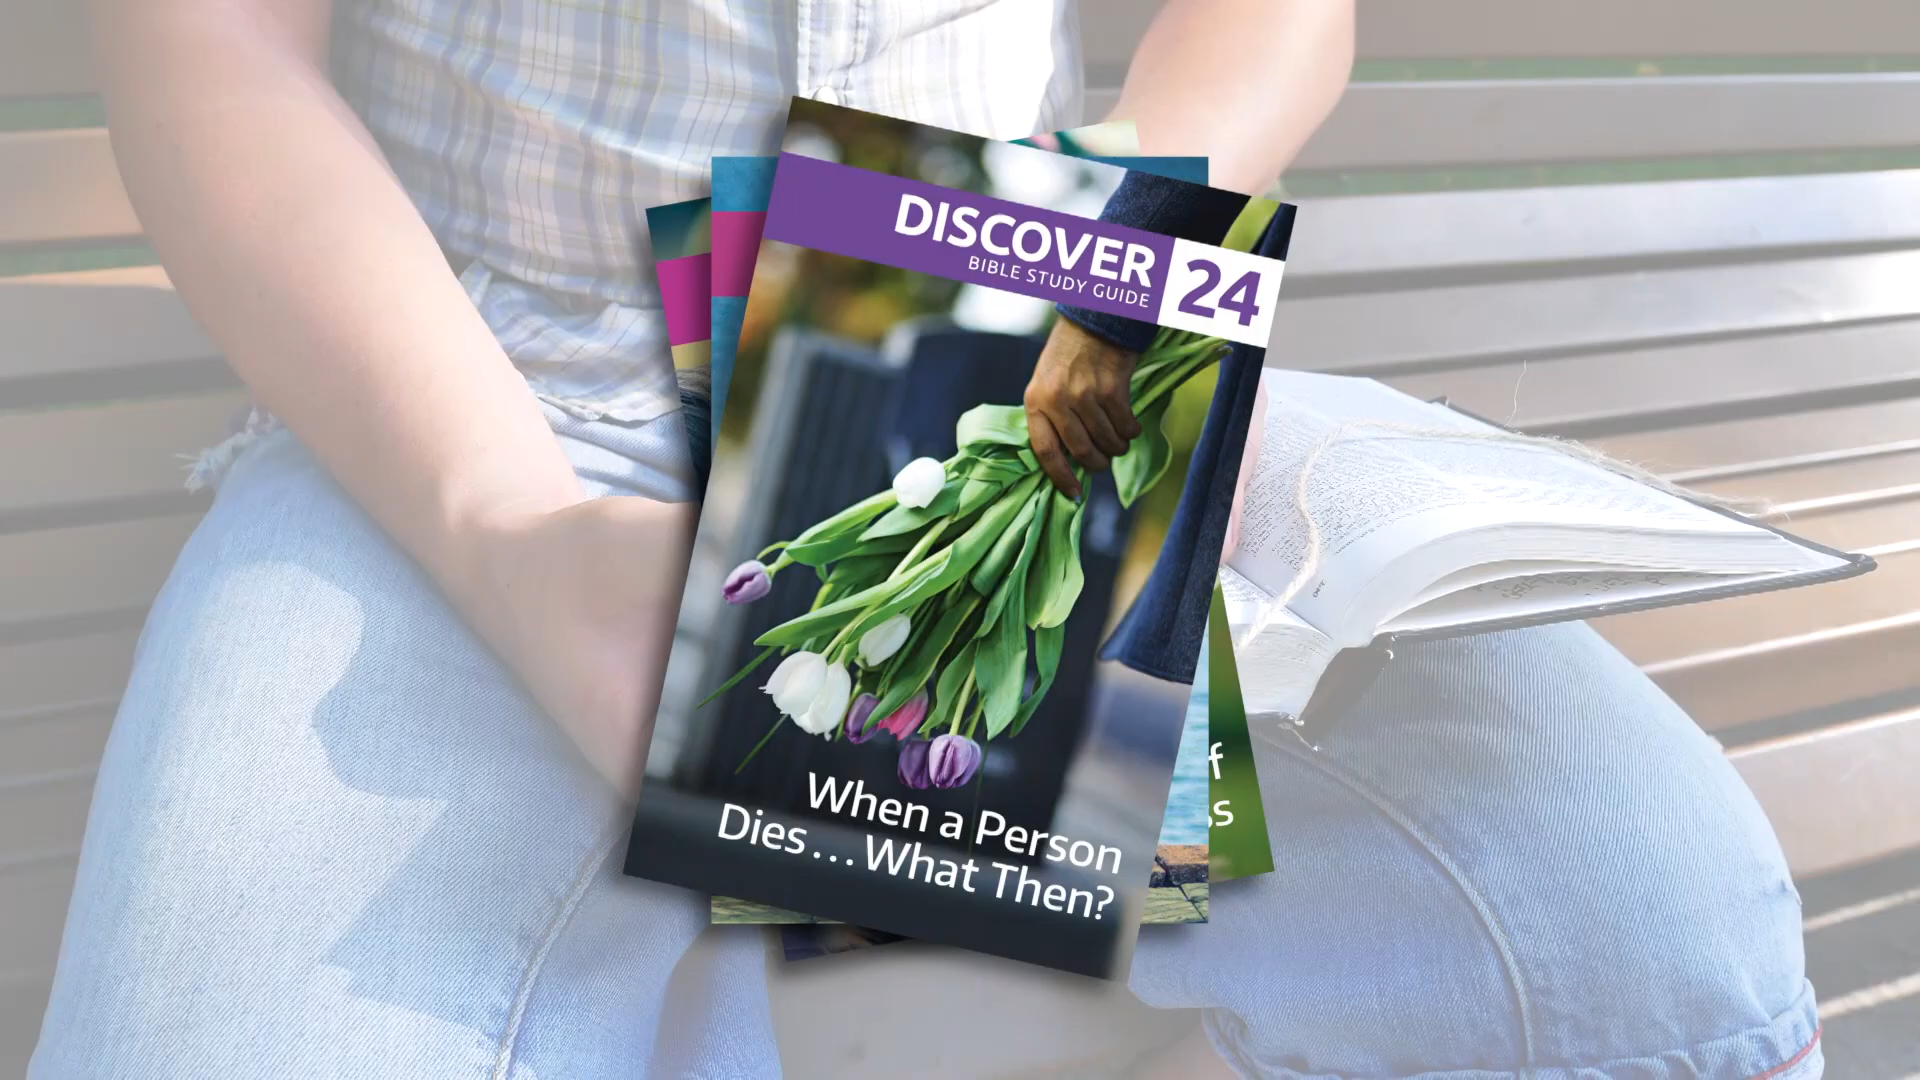 DISCOVER
BIBLE STUDY GUIDE
24
When a Person
Dies... What Then?